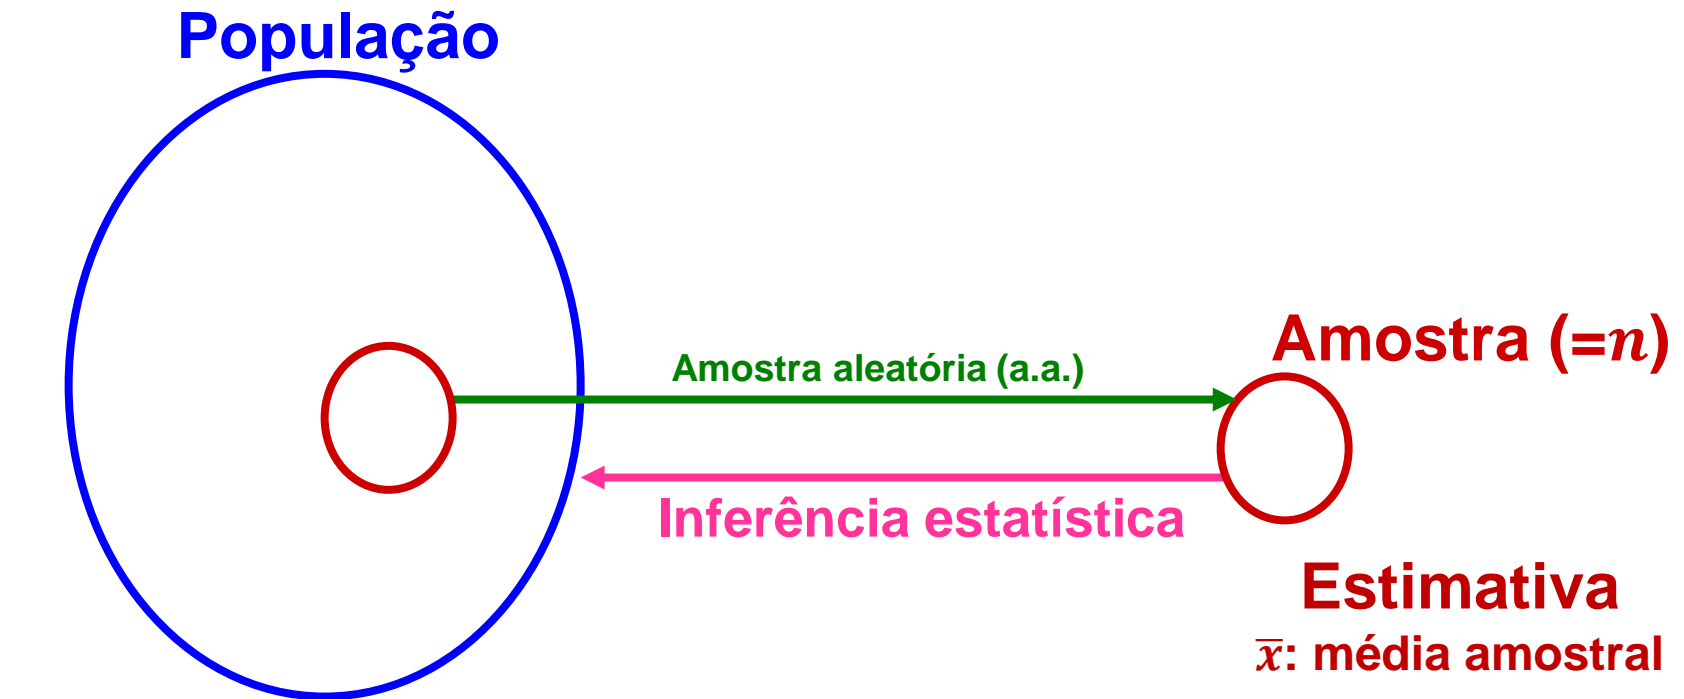 População
Amostra (=n)
Amostra aleatória (a.a.)
Inferência estatística
Estimativa
x̅: média amostral